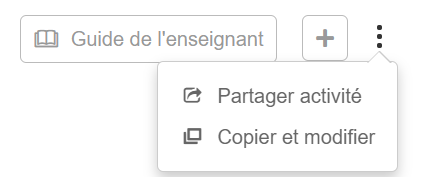 Guide de l'enseignant
Partager activité
Copier et modifier